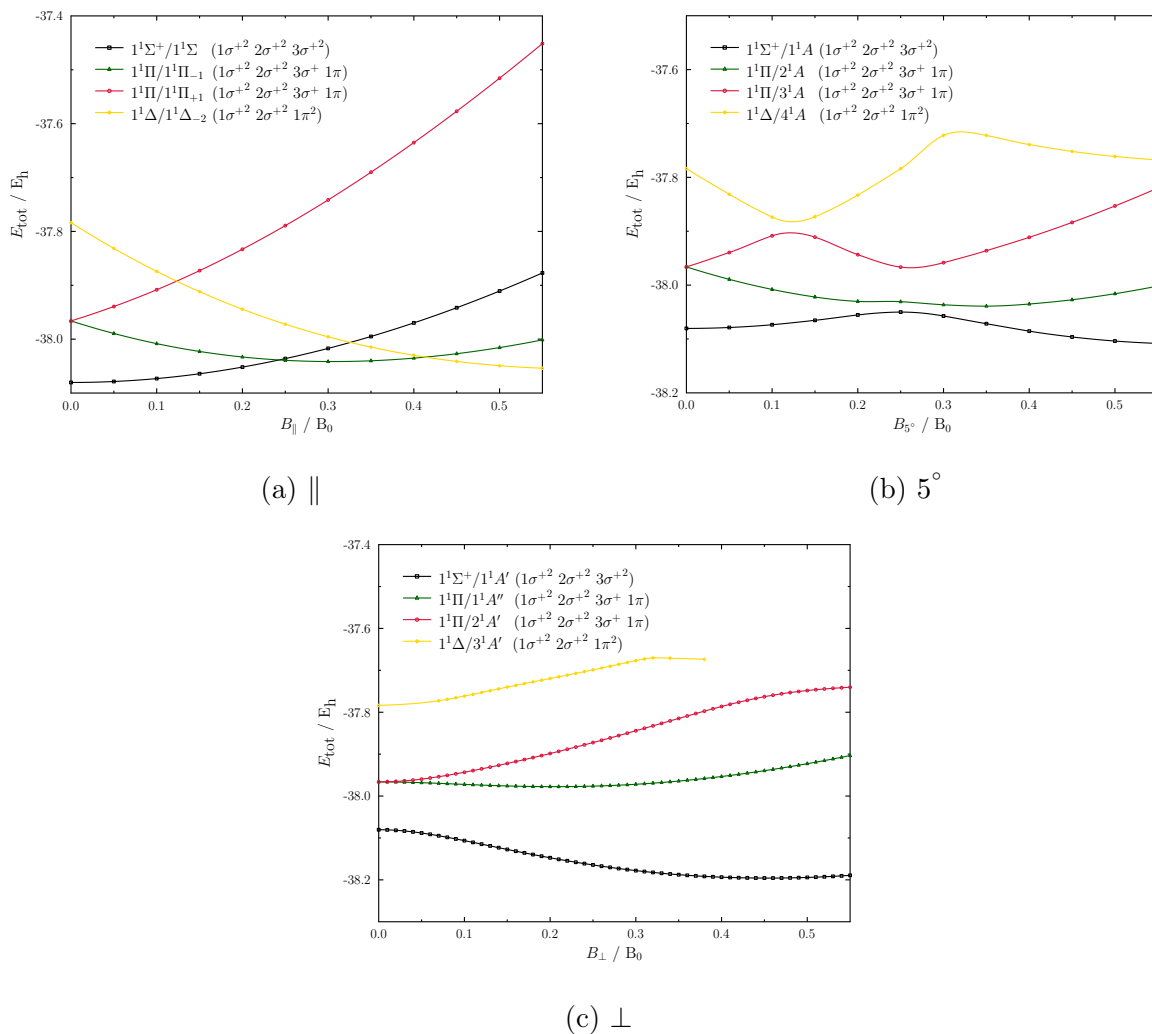 -37.4
-37.6
-37.8
-38.0
E_tot / E_h
1¹Σ⁺/1¹Σ (1σ⁺² 2σ⁺² 3σ⁺²)
1¹Π/1¹Π₋₁ (1σ⁺² 2σ⁺² 3σ⁺ 1π)
1¹Π/1¹Π₊₁ (1σ⁺² 2σ⁺² 3σ⁺ 1π)
1¹Δ/1¹Δ₋₂ (1σ⁺² 2σ⁺² 1π²)
0.0 0.1 0.2 0.3 0.4 0.5
B_∥ / B₀
(a) ∥
-37.6
-37.8
-38.0
-38.2
E_tot / E_h
1¹Σ⁺/1¹A (1σ⁺² 2σ⁺² 3σ⁺²)
1¹Π/2¹A (1σ⁺² 2σ⁺² 3σ⁺ 1π)
1¹Π/3¹A (1σ⁺² 2σ⁺² 3σ⁺ 1π)
1¹Δ/4¹A (1σ⁺² 2σ⁺² 1π²)
0.0 0.1 0.2 0.3 0.4 0.5
B_5° / B₀
(b) 5°
-37.4
-37.6
-37.8
-38.0
-38.2
E_tot / E_h
1¹Σ⁺/1¹A′ (1σ⁺² 2σ⁺² 3σ⁺²)
1¹Π/1¹A″ (1σ⁺² 2σ⁺² 3σ⁺ 1π)
1¹Π/2¹A′ (1σ⁺² 2σ⁺² 3σ⁺ 1π)
1¹Δ/3¹A′ (1σ⁺² 2σ⁺² 1π²)
0.0 0.1 0.2 0.3 0.4 0.5
B_⊥ / B₀
(c) ⊥